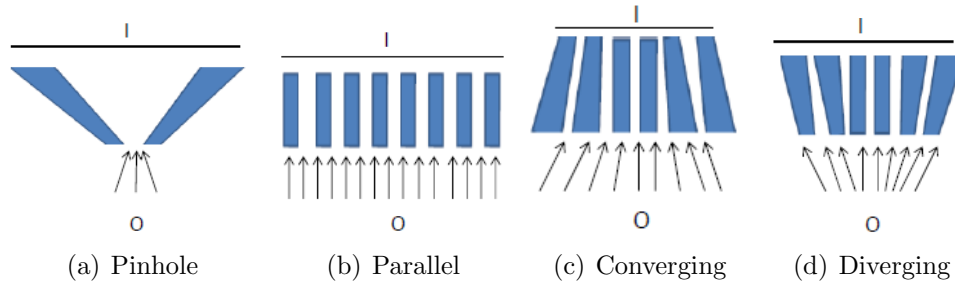 I
I
I
I
O
O
O
O
(a) Pinhole
(b) Parallel
(c) Converging
(d) Diverging